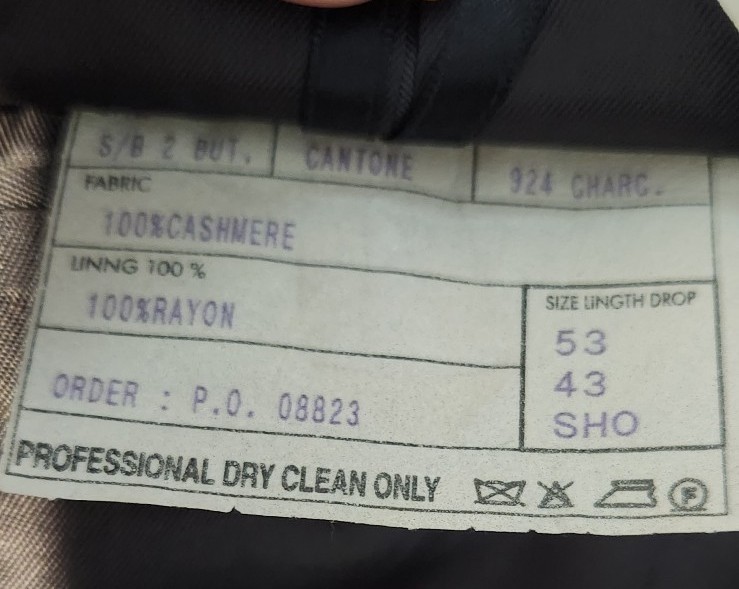 S/B 2 BUT. CANTONE 924 CHARC.
FABRIC
100%CASHMERE
LINNG 100 %
100%RAYON
SIZE LINGTH DROP
53
43
SHO
ORDER : P.O. 08823
PROFESSIONAL DRY CLEAN ONLY F